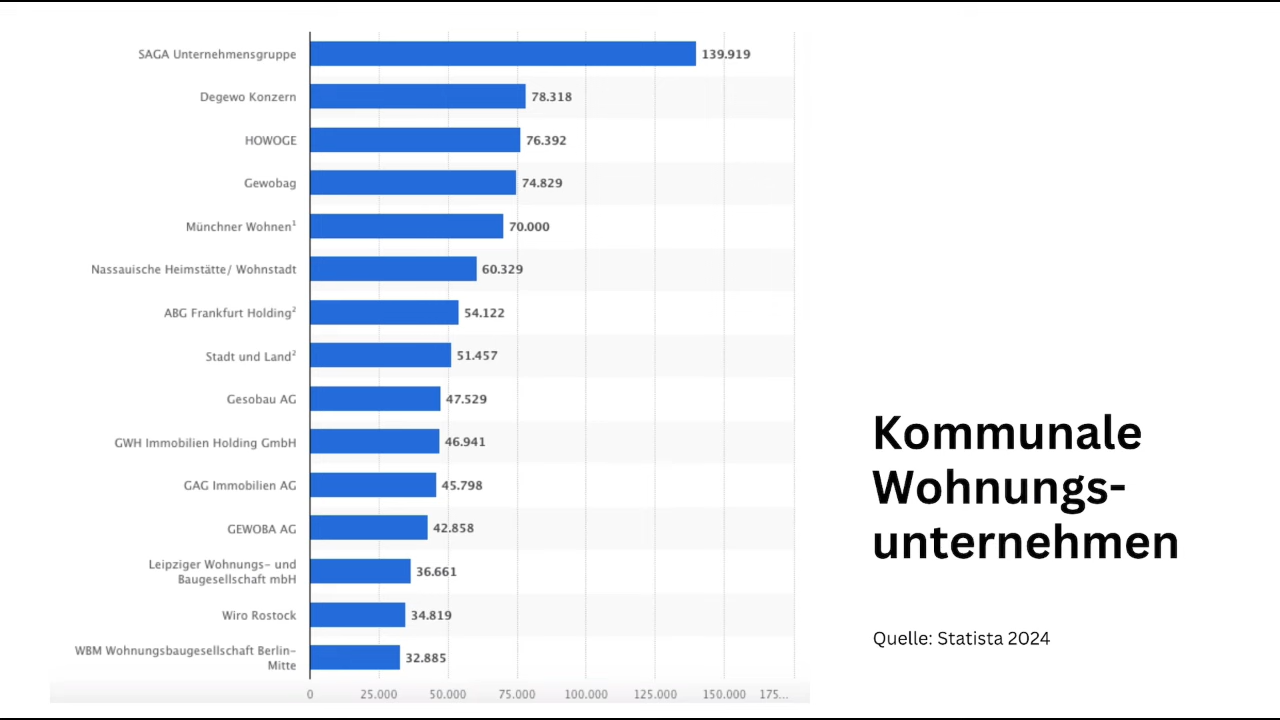 SAGA Unternehmensgruppe 139.919
Degewo Konzern 78.318
HOWOGE 76.392
Gewobag 74.829
Münchner Wohnen¹ 70.000
Nassauische Heimstätte/ Wohnstadt 60.329
ABG Frankfurt Holding² 54.122
Stadt und Land² 51.457
Gesobau AG 47.529
GWH Immobilien Holding GmbH 46.941
GAG Immobilien AG 45.798
GEWOBA AG 42.858
Leipziger Wohnungs- und
Baugesellschaft mbH 36.661
Wiro Rostock 34.819
WBM Wohnungsbaugesellschaft Berlin-
Mitte 32.885
0 25.000 50.000 75.000 100.000 125.000 150.000 175...
Kommunale
Wohnungs-
unternehmen
Quelle: Statista 2024